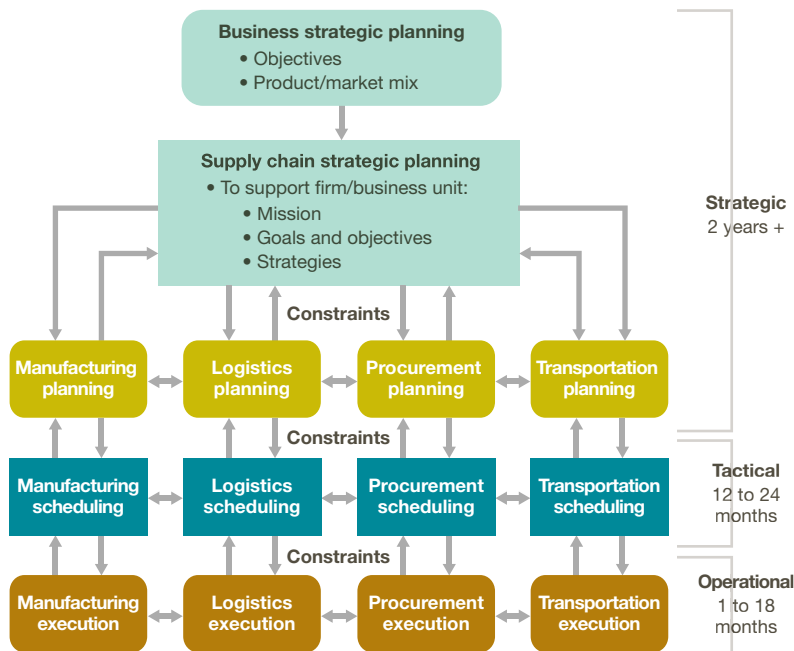 Business strategic planning
• Objectives
• Product/market mix
Supply chain strategic planning
• To support firm/business unit:
• Mission
• Goals and objectives
• Strategies
Strategic
2 years +
Constraints
Manufacturing
planning
Logistics
planning
Procurement
planning
Transportation
planning
Constraints
Manufacturing
scheduling
Logistics
scheduling
Procurement
scheduling
Transportation
scheduling
Tactical
12 to 24
months
Constraints
Manufacturing
execution
Logistics
execution
Procurement
execution
Transportation
execution
Operational
1 to 18
months